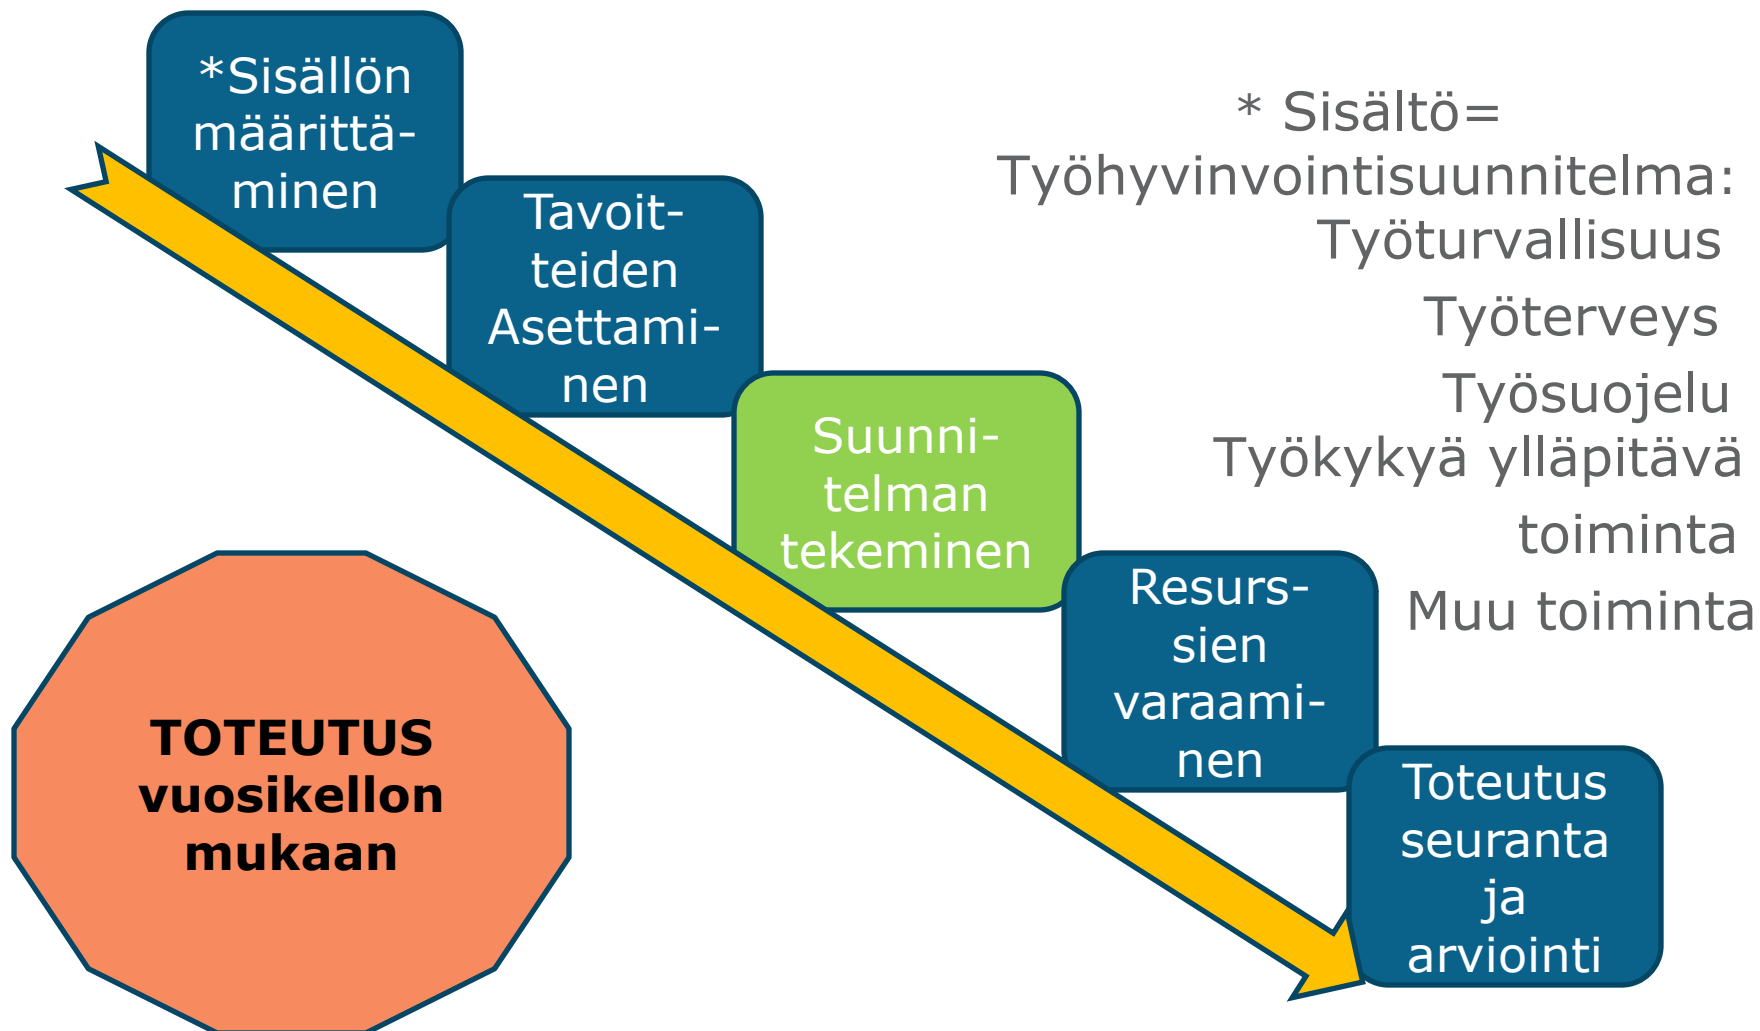 *Sisällön
määrittä-
minen
Tavoit-
teiden
Asettami-
nen
Suunni-
telman
tekeminen
Resurs-
sien
varaami-
nen
Toteutus
seuranta
ja
arviointi
* Sisältö=
Työhyvinvointisuunnitelma:
Työturvallisuus
Työterveys
Työsuojelu
Työkykyä ylläpitävä
toiminta
Muu toiminta
TOTEUTUS
vuosikellon
mukaan